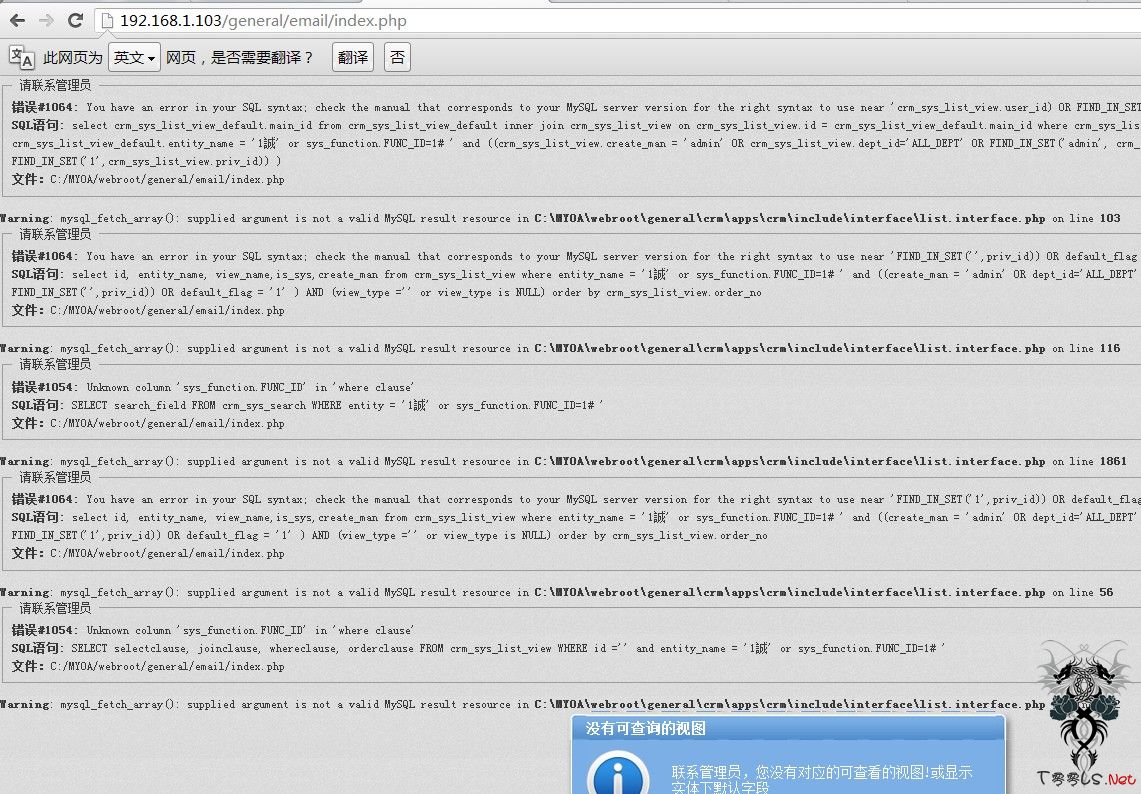 192.168.1.103/general/email/index.php
此网页为 英文 网页，是否需要翻译？ 翻译 否
请联系管理员
错误#1064: You have an error in your SQL syntax; check the manual that corresponds to your MySQL server version for the right syntax to use near 'crm_sys_list_view.user_id) OR FIND_IN_SET
SQL语句: select crm_sys_list_view_default.main_id from crm_sys_list_view_default inner join crm_sys_list_view on crm_sys_list_view.id = crm_sys_list_view_default.main_id where crm_sys_lis
crm_sys_list_view_default.entity_name = '1誠' or sys_function.FUNC_ID=1# ' and ((crm_sys_list_view.create_man = 'admin' OR crm_sys_list_view.dept_id='ALL_DEPT' OR FIND_IN_SET('admin', crm_
FIND_IN_SET('1',crm_sys_list_view.priv_id)) )
文件: C:/MYOA/webroot/general/email/index.php
Warning: mysql_fetch_array(): supplied argument is not a valid MySQL result resource in C:\MYOA\webroot\general\crm\apps\crm\include\interface\list.interface.php on line 103
请联系管理员
错误#1064: You have an error in your SQL syntax; check the manual that corresponds to your MySQL server version for the right syntax to use near 'FIND_IN_SET('',priv_id)) OR default_flag
SQL语句: select id, entity_name, view_name,is_sys,create_man from crm_sys_list_view where entity_name = '1誠' or sys_function.FUNC_ID=1# ' and ((create_man = 'admin' OR dept_id='ALL_DEPT'
FIND_IN_SET('',priv_id)) OR default_flag = '1' ) AND (view_type ='' or view_type is NULL) order by crm_sys_list_view.order_no
文件: C:/MYOA/webroot/general/email/index.php
Warning: mysql_fetch_array(): supplied argument is not a valid MySQL result resource in C:\MYOA\webroot\general\crm\apps\crm\include\interface\list.interface.php on line 116
请联系管理员
错误#1054: Unknown column 'sys_function.FUNC_ID' in 'where clause'
SQL语句: SELECT search_field FROM crm_sys_search WHERE entity = '1誠' or sys_function.FUNC_ID=1# '
文件: C:/MYOA/webroot/general/email/index.php
Warning: mysql_fetch_array(): supplied argument is not a valid MySQL result resource in C:\MYOA\webroot\general\crm\apps\crm\include\interface\list.interface.php on line 1861
请联系管理员
错误#1064: You have an error in your SQL syntax; check the manual that corresponds to your MySQL server version for the right syntax to use near 'FIND_IN_SET('1',priv_id)) OR default_flag
SQL语句: select id, entity_name, view_name,is_sys,create_man from crm_sys_list_view where entity_name = '1誠' or sys_function.FUNC_ID=1# ' and ((create_man = 'admin' OR dept_id='ALL_DEPT'
FIND_IN_SET('1',priv_id)) OR default_flag = '1' ) AND (view_type ='' or view_type is NULL) order by crm_sys_list_view.order_no
文件: C:/MYOA/webroot/general/email/index.php
Warning: mysql_fetch_array(): supplied argument is not a valid MySQL result resource in C:\MYOA\webroot\general\crm\apps\crm\include\interface\list.interface.php on line 56
请联系管理员
错误#1054: Unknown column 'sys_function.FUNC_ID' in 'where clause'
SQL语句: SELECT selectclause, joinclause, whereclause, orderclause FROM crm_sys_list_view WHERE id ='' and entity_name = '1誠' or sys_function.FUNC_ID=1# '
文件: C:/MYOA/webroot/general/email/index.php
Warning: mysql_fetch_array(): supplied argument is not a valid MySQL result resource in C:\MYOA\webroot\general\crm\apps\crm\include\interface\list.interface.php
没有可查询的视图
联系管理员，您没有对应的可查看的视图!或显示
实体下默认字段